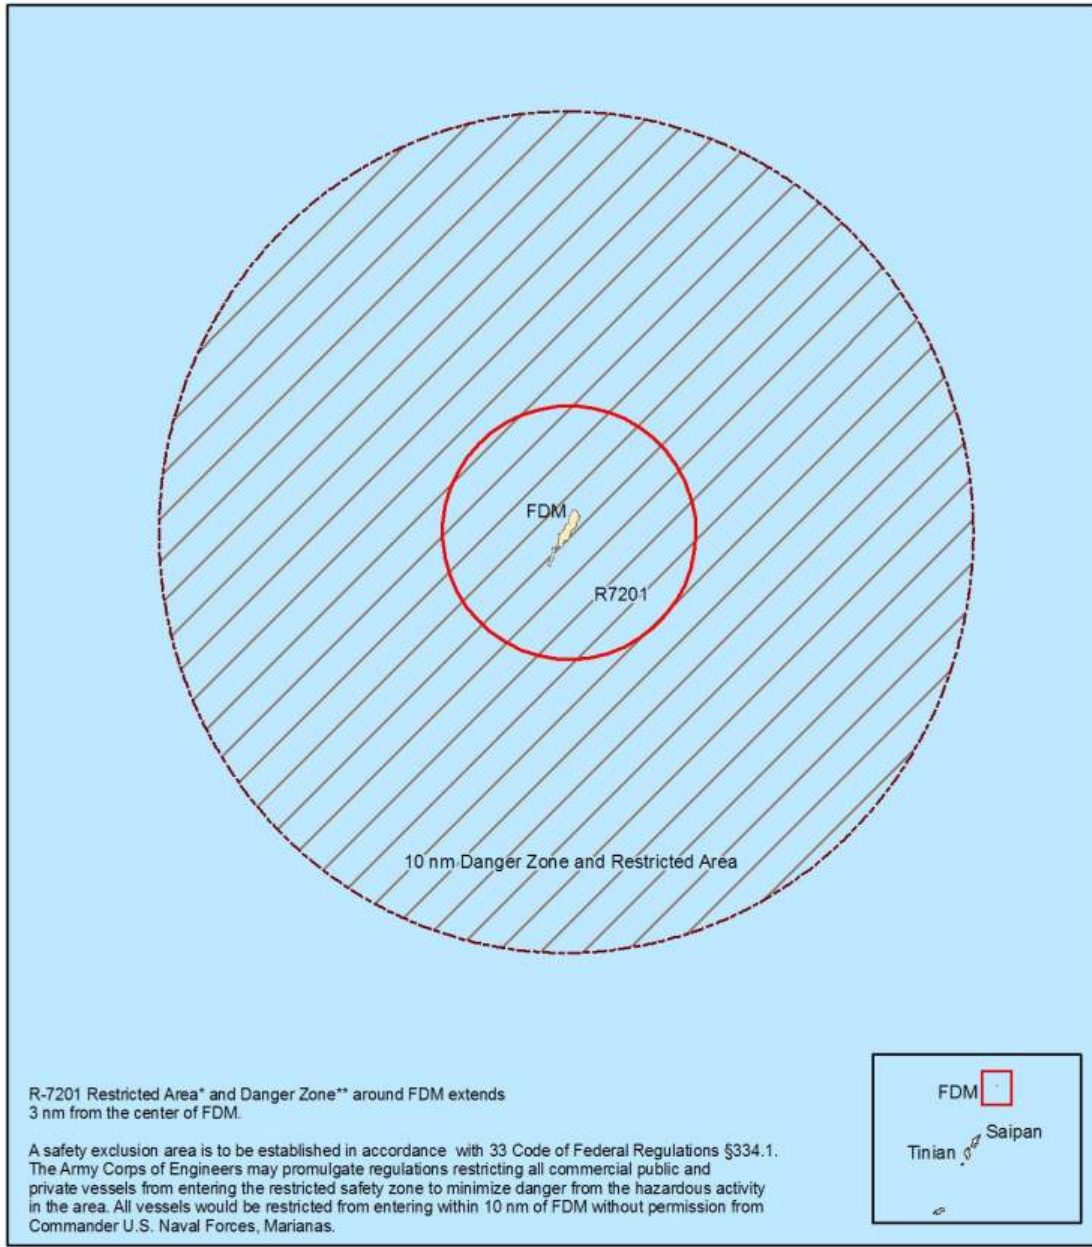 FDM
R7201
10 nm Danger Zone and Restricted Area
R-7201 Restricted Area* and Danger Zone** around FDM extends
3 nm from the center of FDM.
A safety exclusion area is to be established in accordance with 33 Code of Federal Regulations §334.1.
The Army Corps of Engineers may promulgate regulations restricting all commercial public and
private vessels from entering the restricted safety zone to minimize danger from the hazardous activity
in the area. All vessels would be restricted from entering within 10 nm of FDM without permission from
Commander U.S. Naval Forces, Marianas.
FDM
Saipan
Tinian